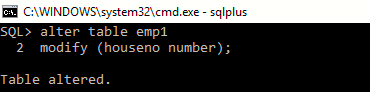 C:\WINDOWS\system32\cmd.exe - sqlplus
SQL> alter table emp1
  2  modify (houseno number);
Table altered.